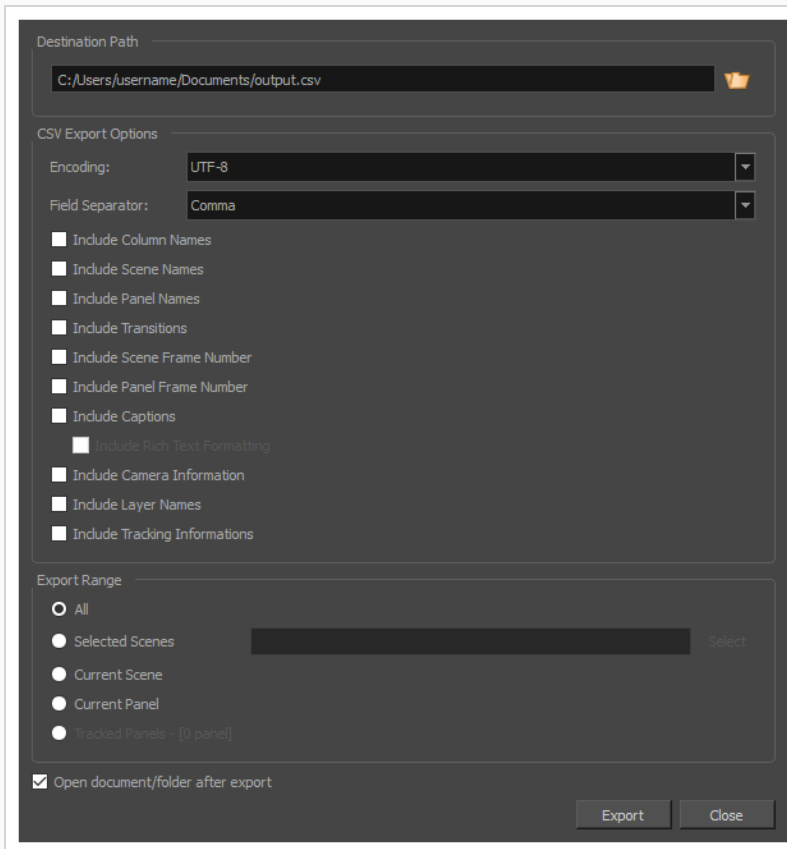 Destination Path
C:/Users/username/Documents/output.csv
CSV Export Options
Encoding: UTF-8
Field Separator: Comma
Include Column Names
Include Scene Names
Include Panel Names
Include Transitions
Include Scene Frame Number
Include Panel Frame Number
Include Captions
Include Rich Text Formatting
Include Camera Information
Include Layer Names
Include Tracking Informations
Export Range
All
Selected Scenes Select
Current Scene
Current Panel
Tracked Panels - [0 panel]
Open document/folder after export
Export Close